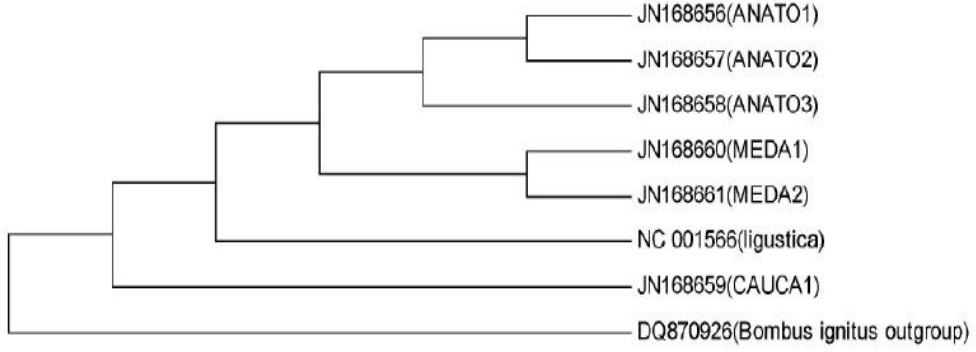 JN168656(ANATO1)
JN168657(ANATO2)
JN168658(ANATO3)
JN168660(MEDA1)
JN168661(MEDA2)
NC 001566(ligustica)
JN168659(CAUCA1)
DQ870926(Bombus ignitus outgroup)